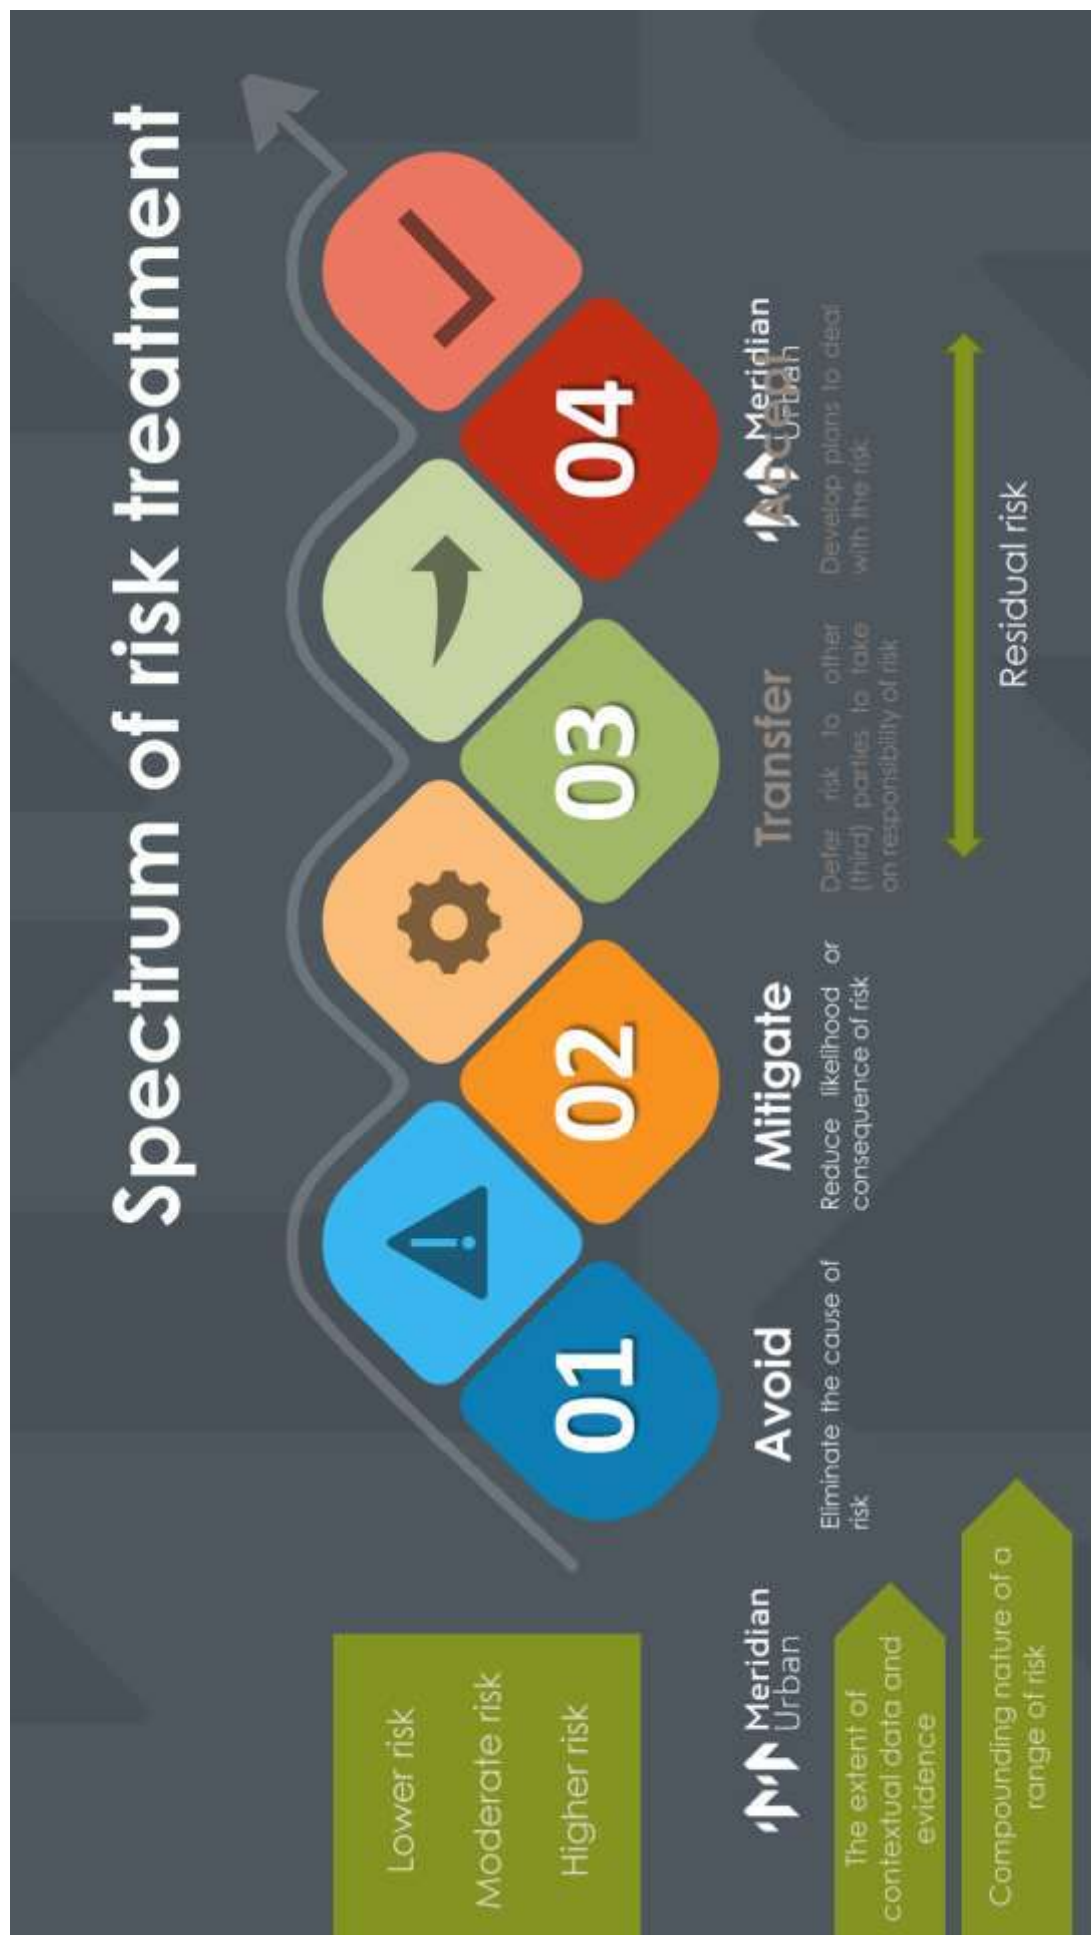 Spectrum of risk treatment
Lower risk
Moderate risk
Higher risk
01
02
03
04
Meridian
Urban
The extent of
contextual data and
evidence
Compounding nature of a
range of risk
Avoid
Eliminate the cause of
risk
Mitigate
Reduce likelihood or
consequence of risk
Transfer
Defer risk to other
(third) parties to take
on responsibility of risk
Accept
Meridian
Urban
Develop plans to deal
with the risk
Residual risk